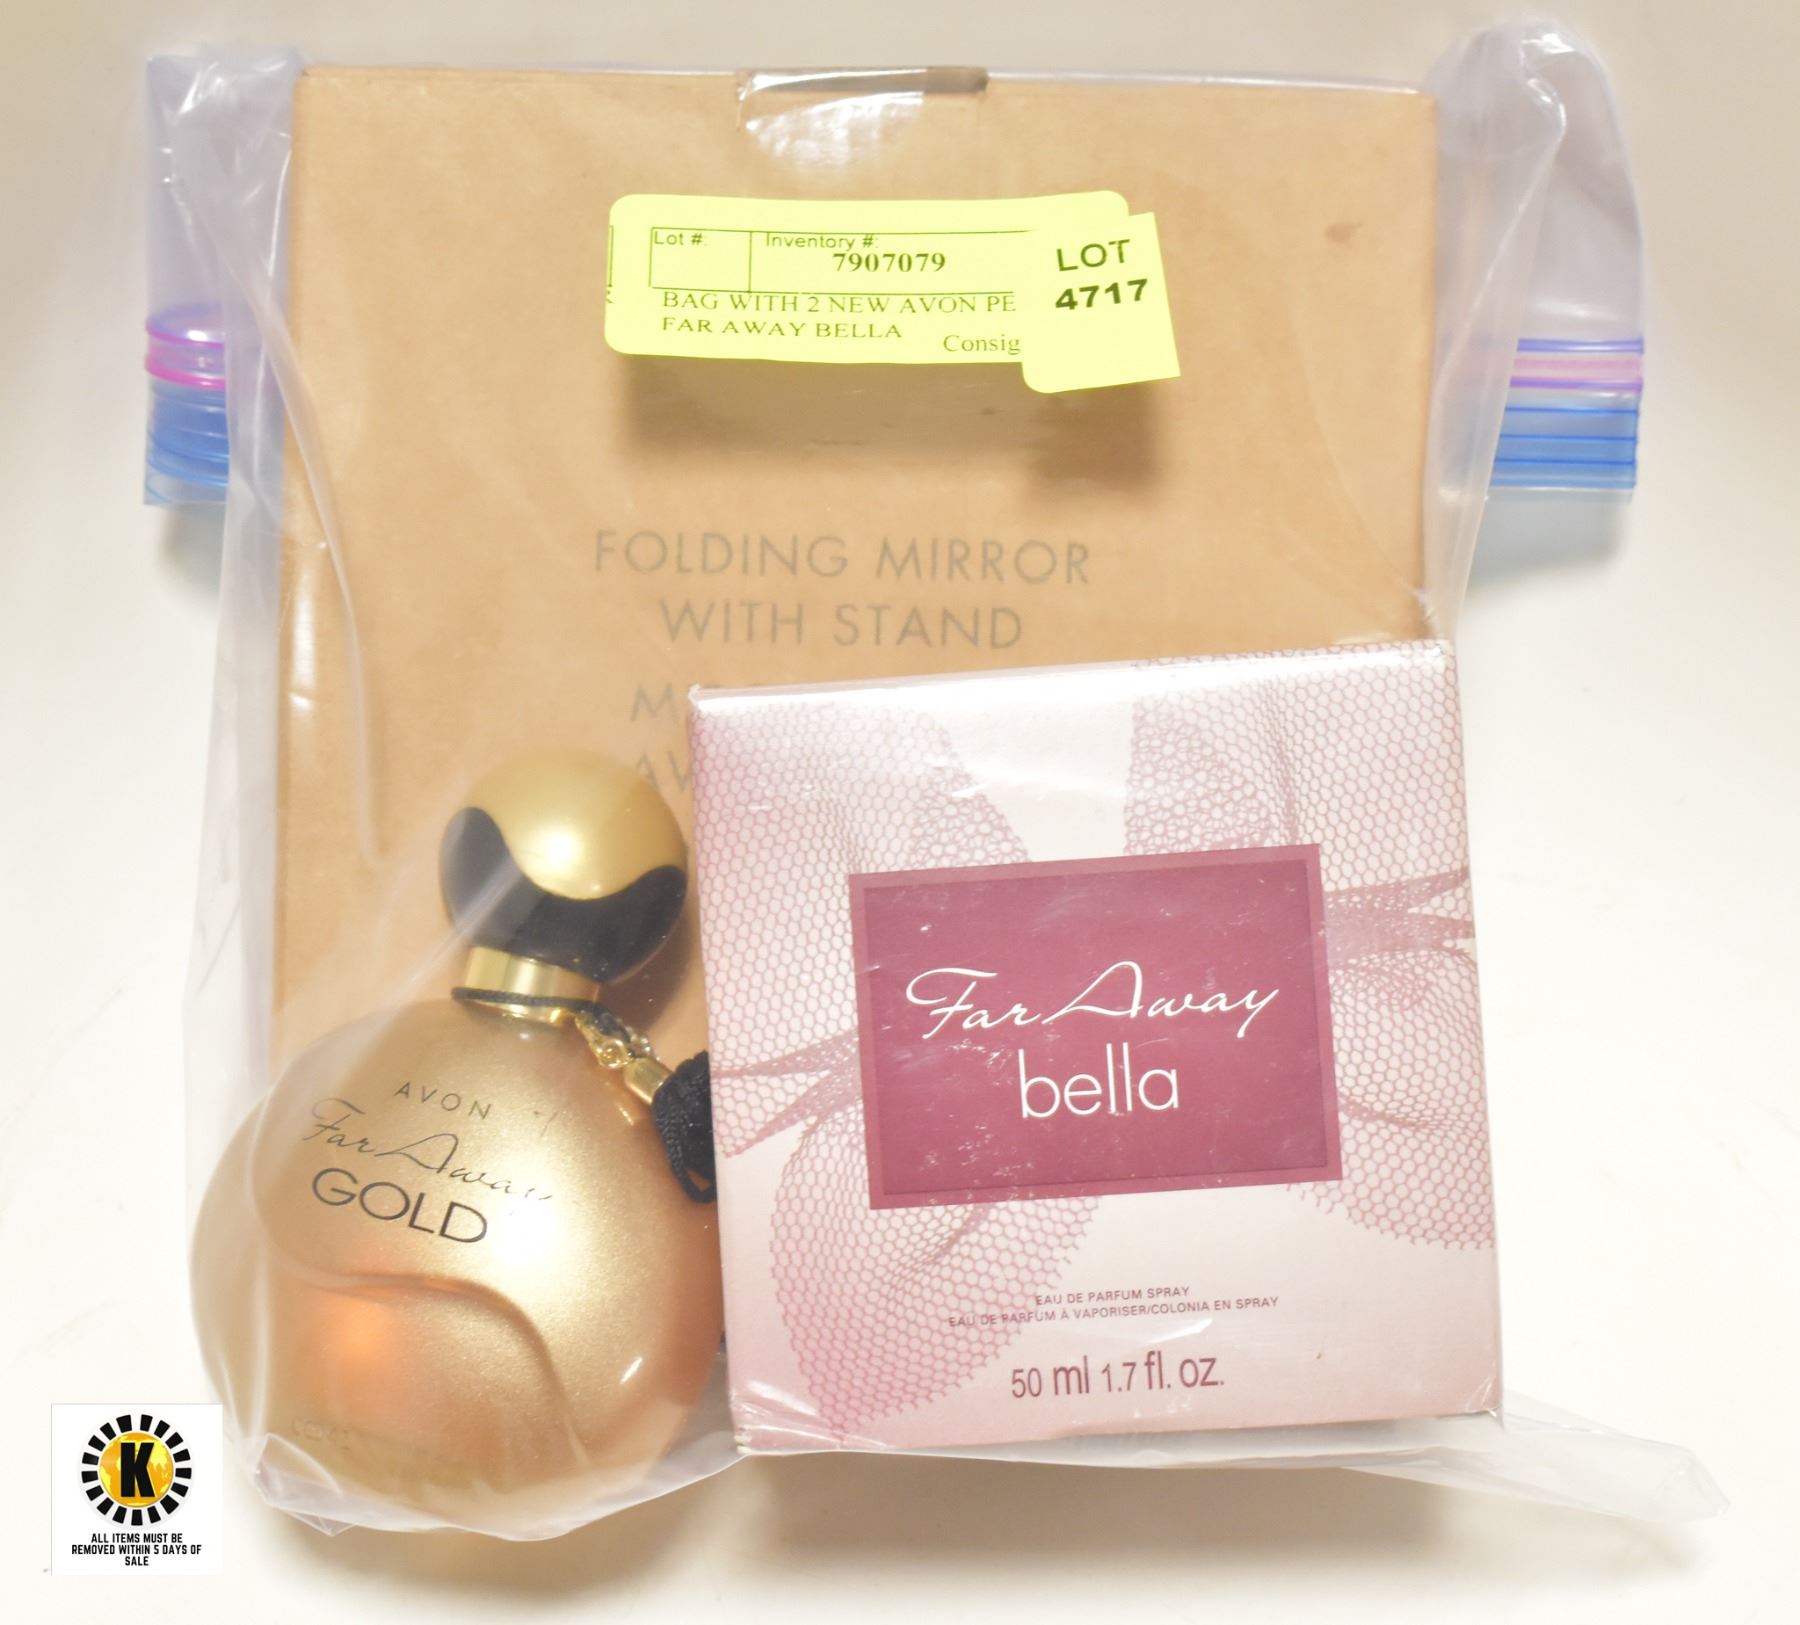 Lot #:
Inventory #:
7907079
BAG WITH 2 NEW AVON PE
FAR AWAY BELLA
Consig
LOT
4717
FOLDING MIRROR
WITH STAND
AVON
Far Away
GOLD
Far Away
bella
EAU DE PARFUM SPRAY
EAU DE PARFUM À VAPORISER/COLONIA EN SPRAY
50 ml 1.7 fl. oz.
K
ALL ITEMS MUST BE
REMOVED WITHIN 5 DAYS OF
SALE